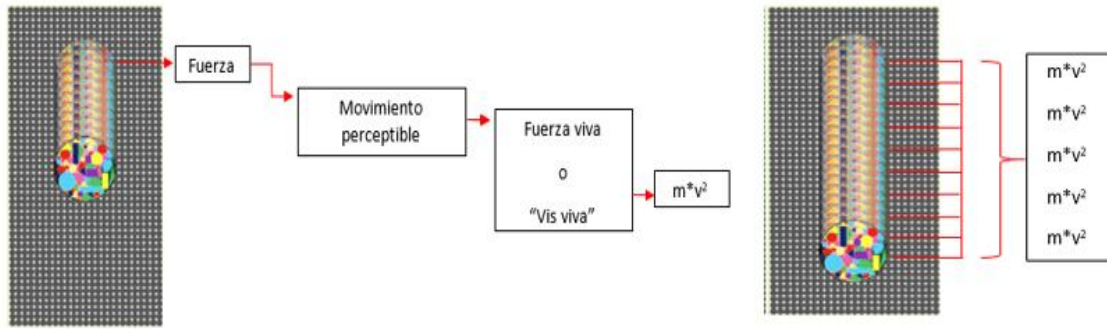 Fuerza
Movimiento
perceptible
Fuerza viva
o
“Vis viva”
m*v²
m*v²
m*v²
m*v²
m*v²
m*v²